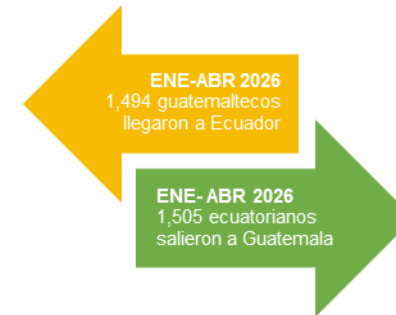 ENE-ABR 2026
1,494 guatemaltecos
llegaron a Ecuador
ENE- ABR 2026
1,505 ecuatorianos
salieron a Guatemala